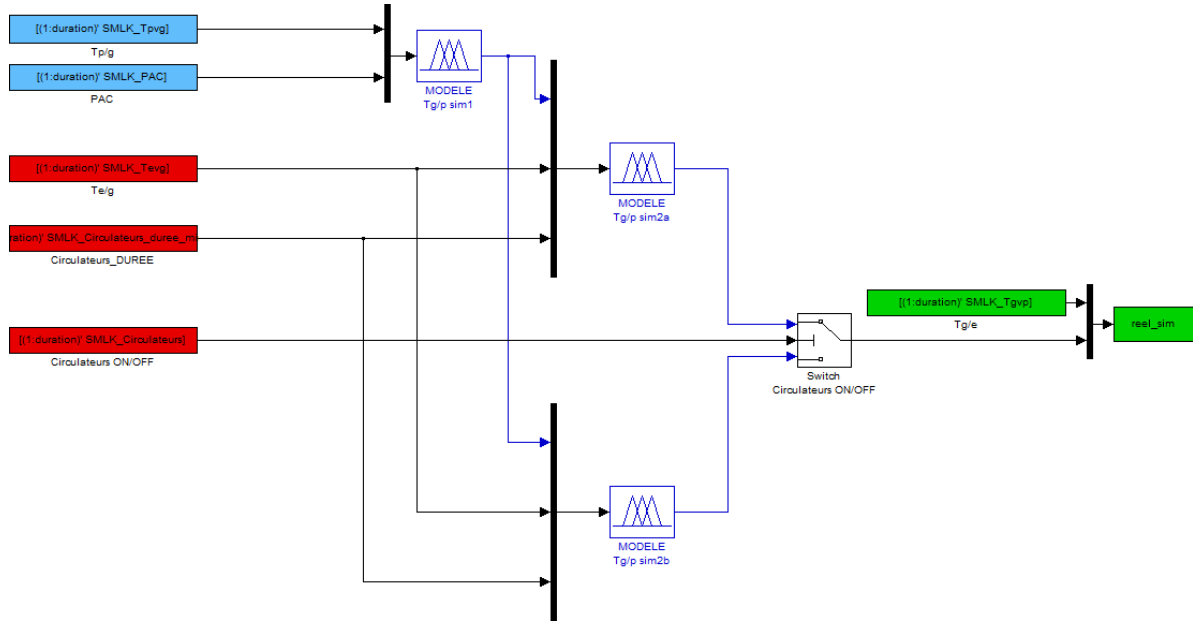 [(1:duration)' SMLK_Tpvg]
Tp/g
[(1:duration)' SMLK_PAC]
PAC
MODELE
Tg/p sim1
[(1:duration)' SMLK_Tevg]
Te/g
MODELE
Tg/p sim2a
ration)' SMLK_Circulateurs_duree_m
Circulateurs_DUREE
[(1:duration)' SMLK_Tgvp]
Tg/e
reel_sim
[(1:duration)' SMLK_Circulateurs]
Circulateurs ON/OFF
Switch
Circulateurs ON/OFF
MODELE
Tg/p sim2b